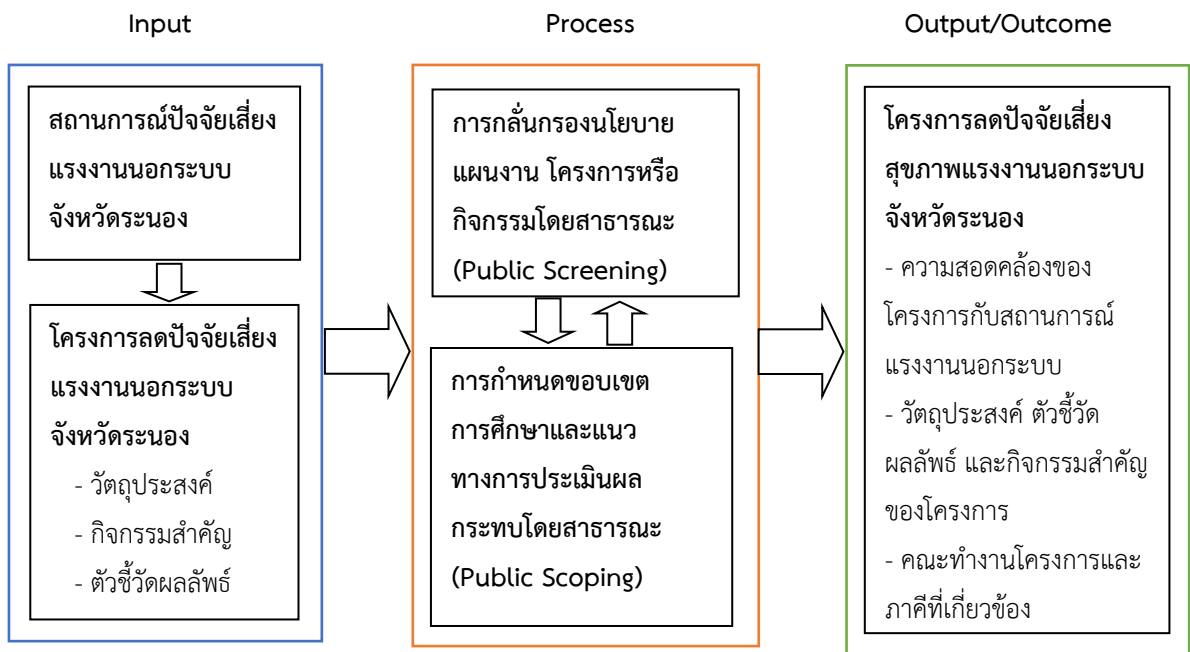 Input
Process
Output/Outcome
สถานการณ์ปัจจัยเสี่ยง
แรงงานนอกระบบ
จังหวัดระนอง
โครงการลดปัจจัยเสี่ยง
แรงงานนอกระบบ
จังหวัดระนอง
- วัตถุประสงค์
- กิจกรรมสำคัญ
- ตัวชี้วัดผลลัพธ์
การกลั่นกรองนโยบาย
แผนงาน โครงการหรือ
กิจกรรมโดยสาธารณะ
(Public Screening)
การกำหนดขอบเขต
การศึกษาและแนว
ทางการประเมินผล
กระทบโดยสาธารณะ
(Public Scoping)
โครงการลดปัจจัยเสี่ยง
สุขภาพแรงงานนอกระบบ
จังหวัดระนอง
- ความสอดคล้องของ
โครงการกับสถานการณ์
แรงงานนอกระบบ
- วัตถุประสงค์ ตัวชี้วัด
ผลลัพธ์ และกิจกรรมสำคัญ
ของโครงการ
- คณะทำงานโครงการและ
ภาคีที่เกี่ยวข้อง